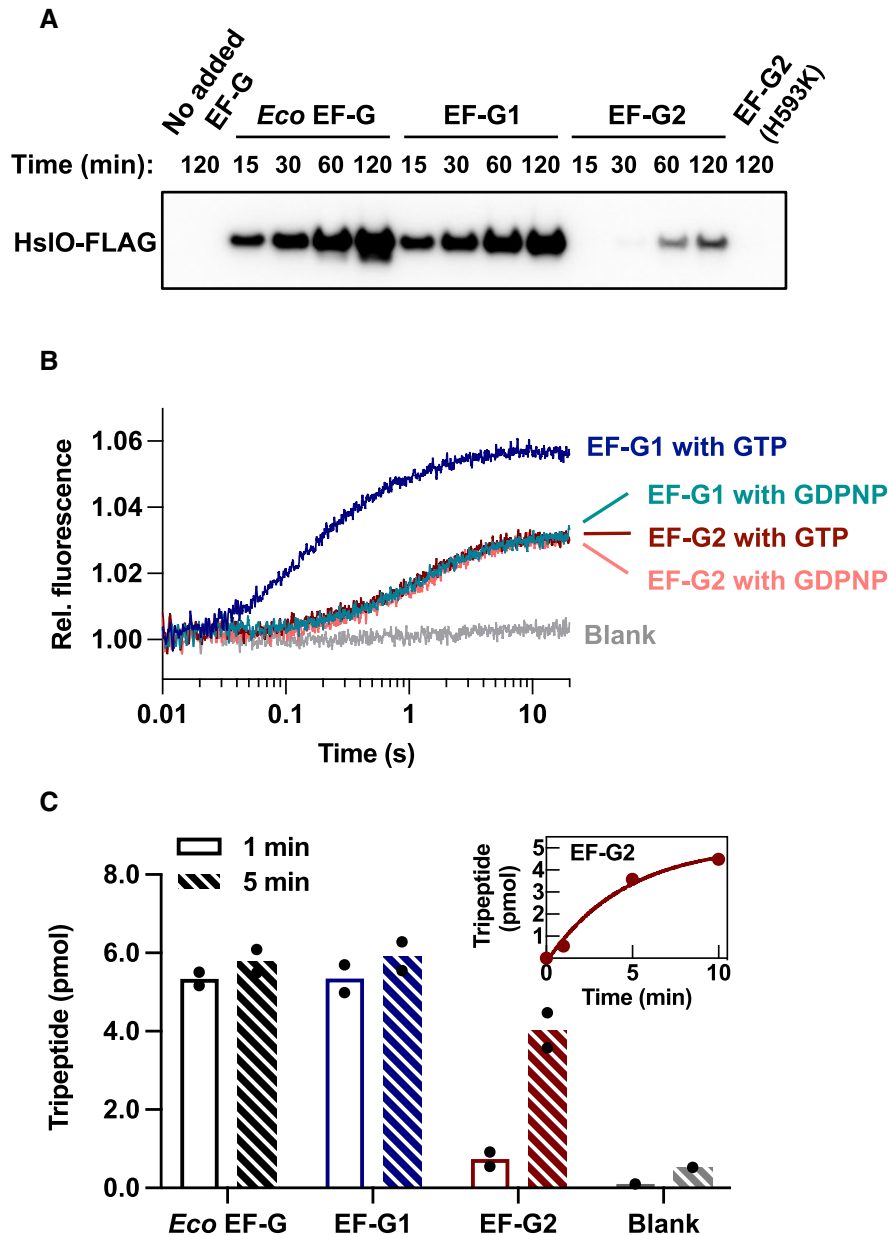 A
No added EF-G
Eco EF-G
EF-G1
EF-G2
EF-G2 (H593K)
Time (min): 120 15 30 60 120 15 30 60 120 15 30 60 120 120
HslO-FLAG
B
Rel. fluorescence
1.06
1.04
1.02
1.00
EF-G1 with GTP
EF-G1 with GDPNP
EF-G2 with GTP
EF-G2 with GDPNP
Blank
0.01 0.1 1 10
Time (s)
C
1 min
5 min
Tripeptide (pmol)
8.0
6.0
4.0
2.0
0.0
Eco EF-G EF-G1 EF-G2 Blank
EF-G2
Tripeptide
(pmol)
5
4
3
2
1
0 5 10
Time (min)